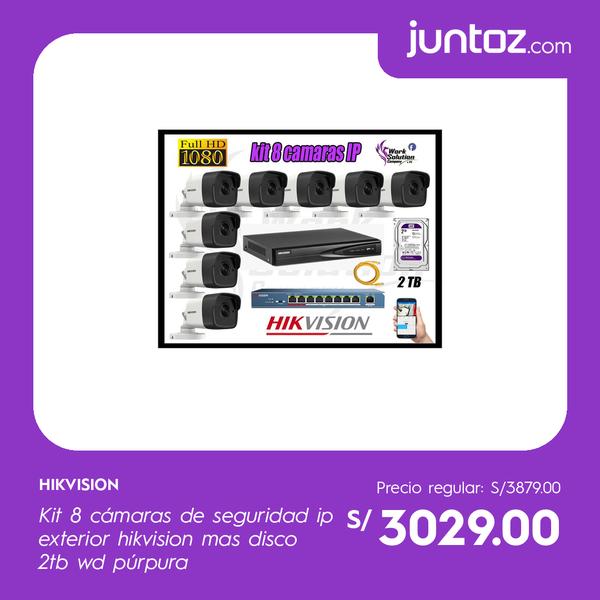 juntoz.com
Full HD
1080
kit 8 camaras IP
Work
Solution
Company
2 TB
HIKVISION
HIKVISION
Precio regular: S/3879.00
Kit 8 cámaras de seguridad ip
exterior hikvision mas disco
2tb wd púrpura
S/ 3029.00